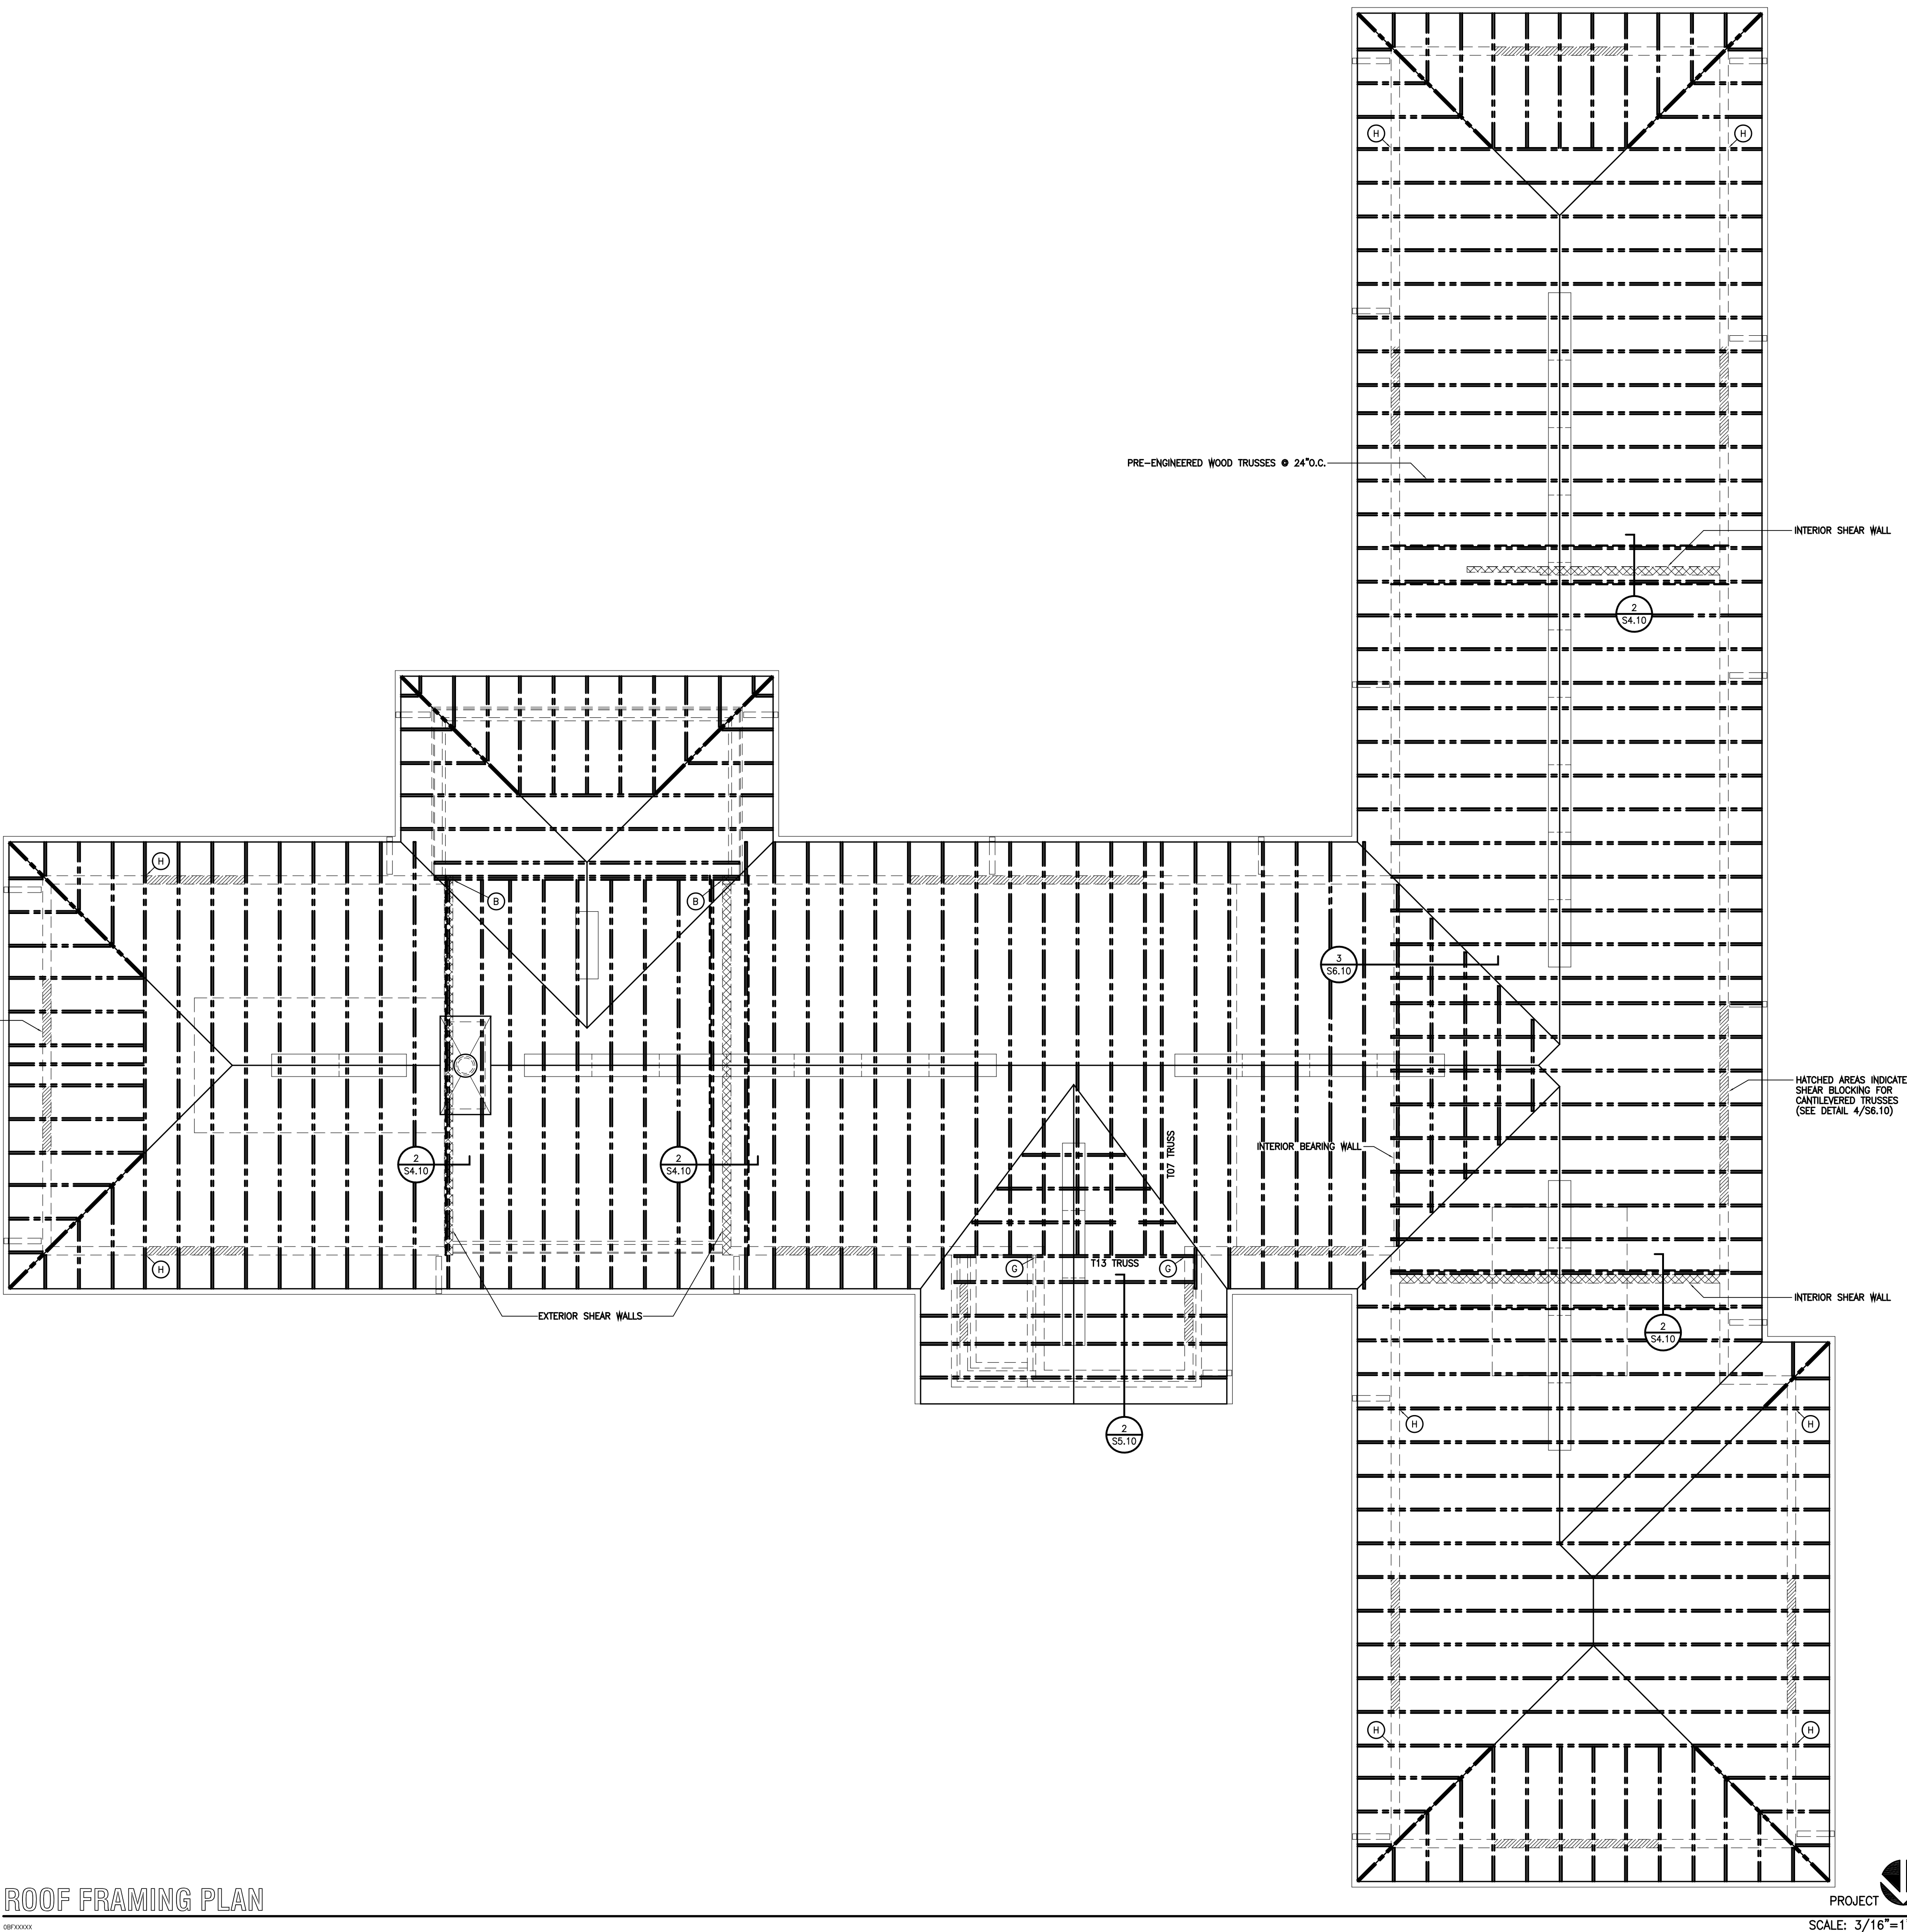 H
H
PRE-ENGINEERED WOOD TRUSSES @ 24"O.C.
INTERIOR SHEAR WALL
2
S4.10
H
B
B
3
S6.10
HATCHED AREAS INDICATE
SHEAR BLOCKING FOR
CANTILEVERED TRUSSES
(SEE DETAIL 4/S6.10)
T07 TRUSS
INTERIOR BEARING WALL
2
S4.10
2
S4.10
H
G
G
T13 TRUSS
EXTERIOR SHEAR WALLS
INTERIOR SHEAR WALL
2
S4.10
2
S5.10
H
H
H
H
ROOF FRAMING PLAN
PROJECT
08FXXXXX
SCALE: 3/16"=1'